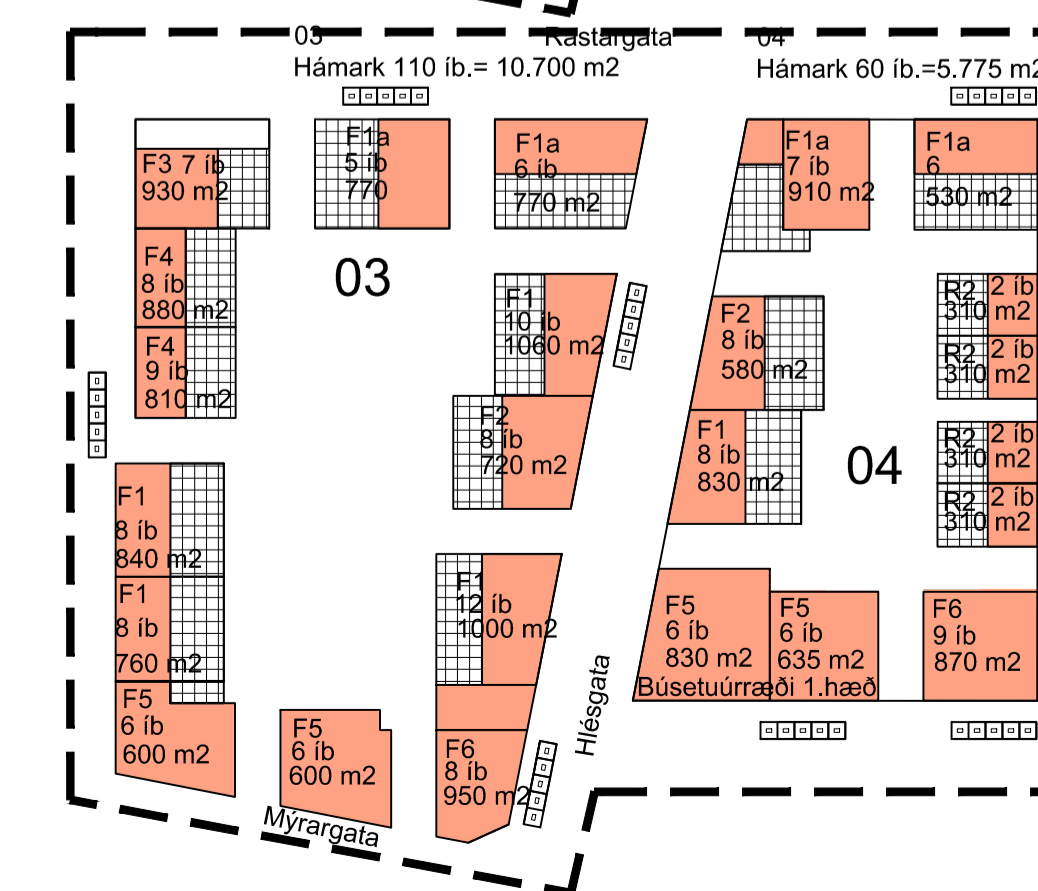 03
Rastargata
04
Hámark 110 íb.= 10.700 m2
Hámark 60 íb.=5.775 m2
F3 7 íb
930 m2
F1a
5 íb
770
F1a
6 íb
770 m2
F1a
7 íb
910 m2
F1a
6
530 m2
F4
8 íb
880 m2
F4
9 íb
810 m2
03
F1
10 íb
1060 m2
F2
8 íb
720 m2
F2
8 íb
580 m2
F1
8 íb
830 m2
04
R2 2 íb
310 m2
R2 2 íb
310 m2
R2 2 íb
310 m2
R2 2 íb
310 m2
F1
8 íb
840 m2
F1
8 íb
760 m2
F5
6 íb
600 m2
F5
6 íb
600 m2
F1
12 íb
1000 m2
F6
8 íb
950 m2
Hlésgata
F5
6 íb
830 m2
F5
6 íb
635 m2
Búsetuúrræði 1.hæð
F6
9 íb
870 m2
Mýrargata